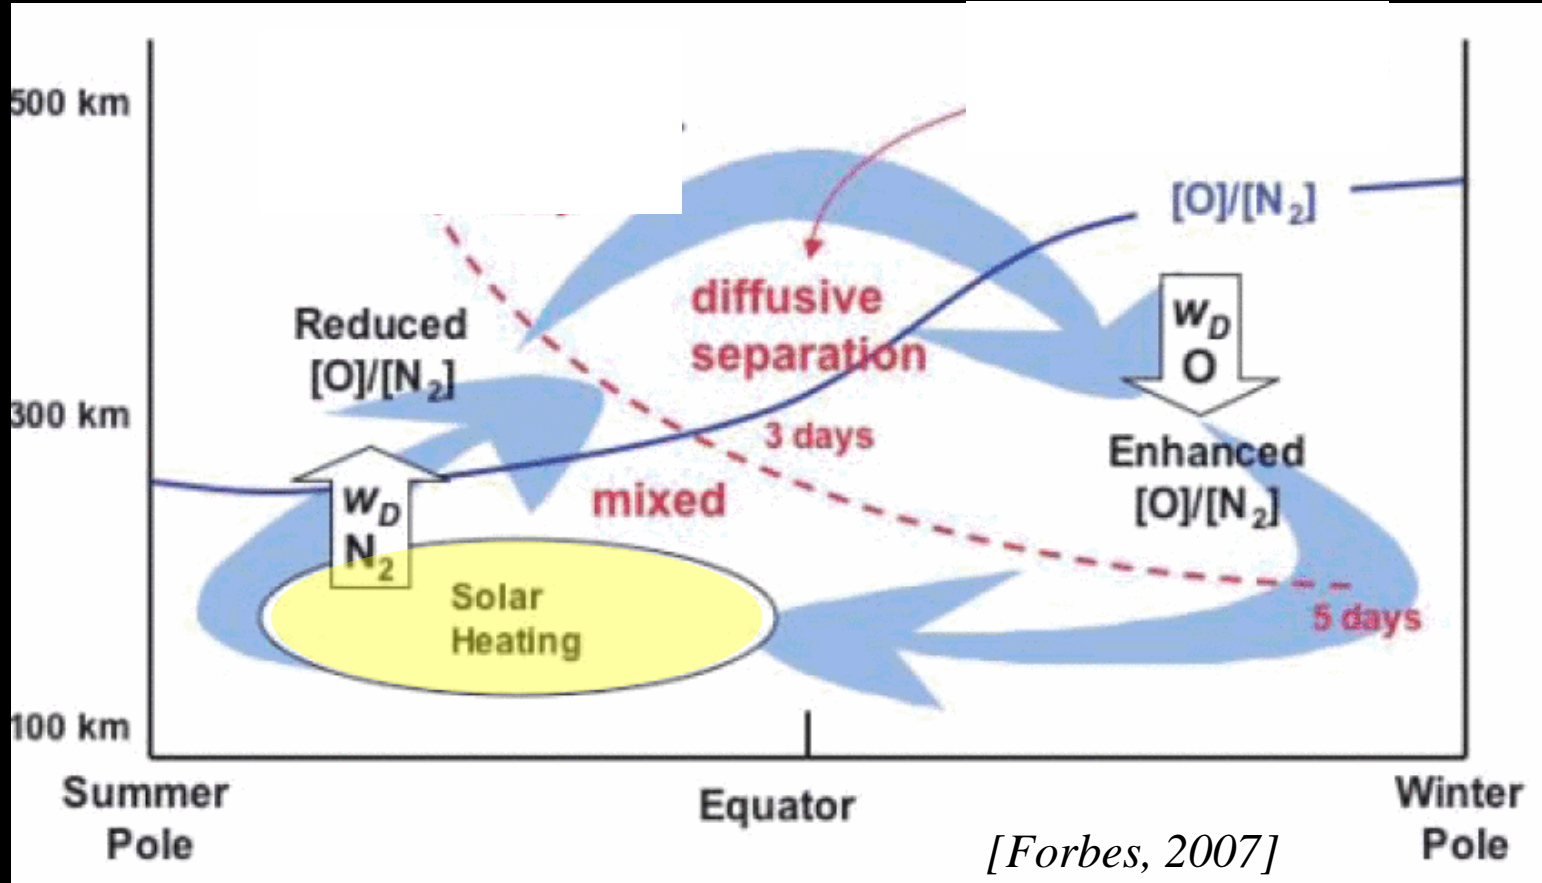 500 km
[O]/[N2]
diffusive
separation
Reduced
[O]/[N2]
wD
O
300 km
3 days
Enhanced
[O]/[N2]
mixed
wD
N2
Solar
Heating
5 days
100 km
Summer
Pole
Equator
Winter
Pole
[Forbes, 2007]